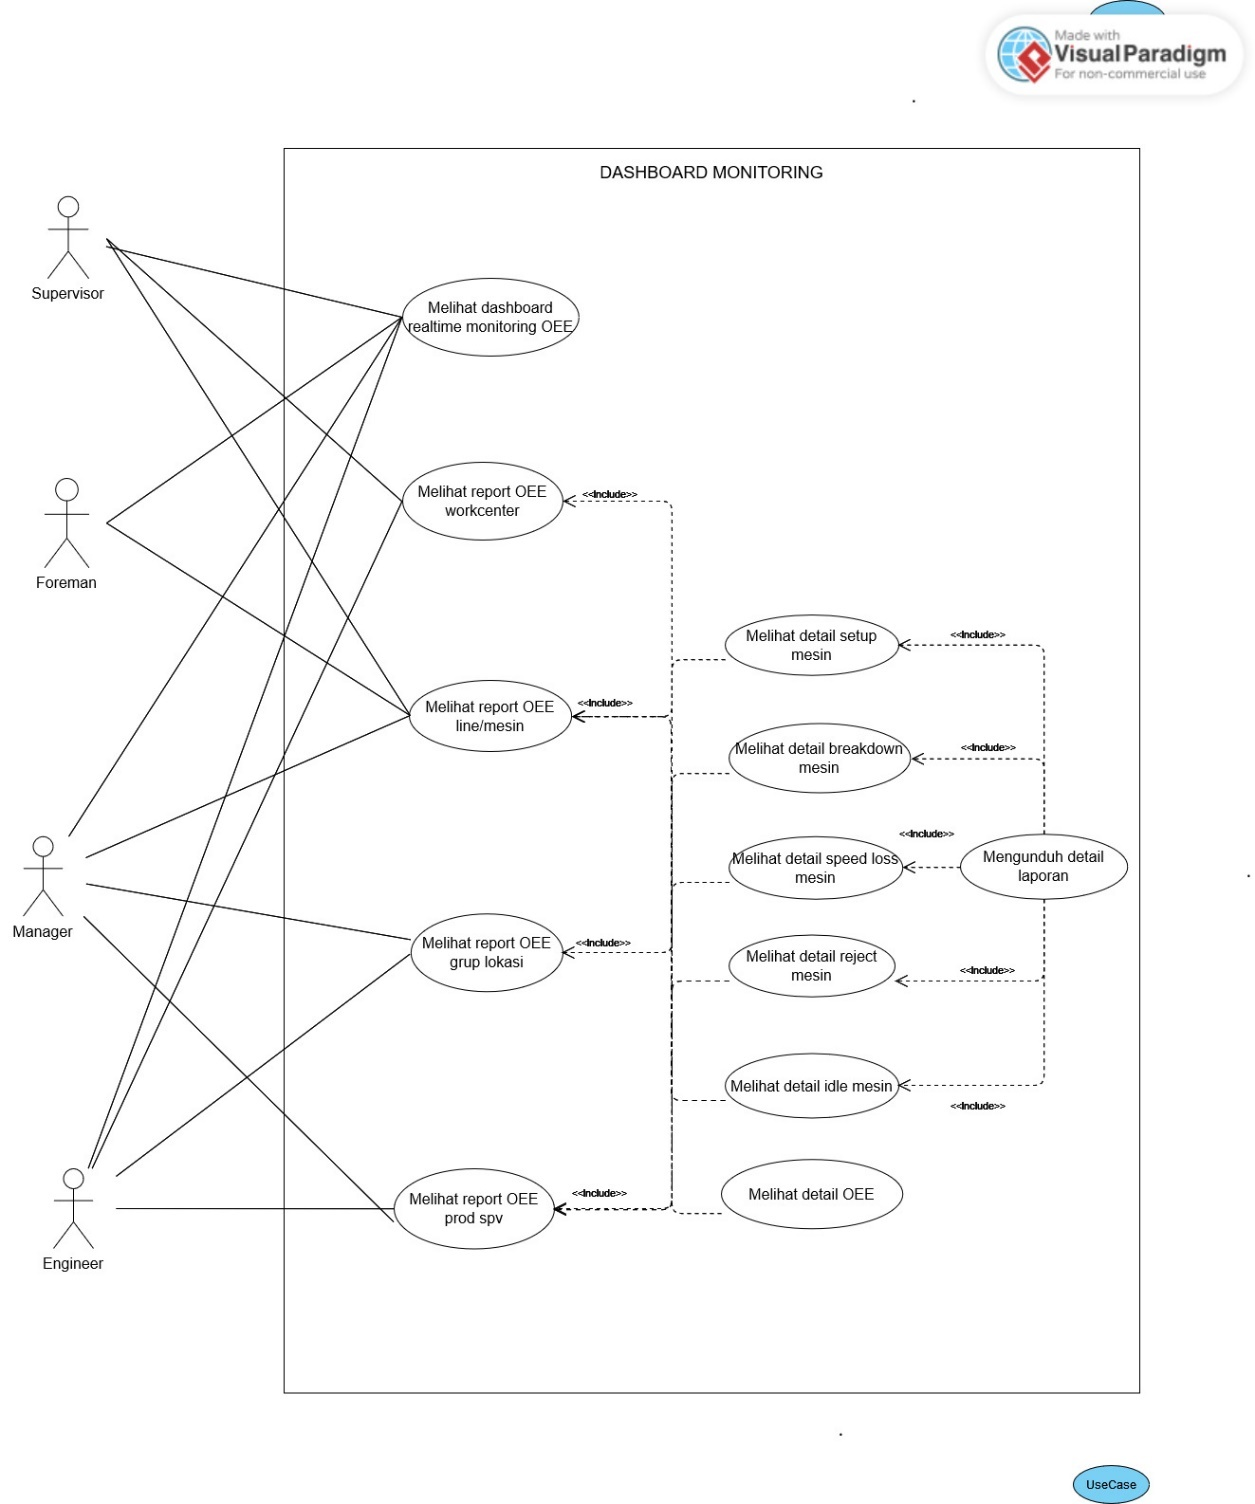 Made with
Visual Paradigm
For non-commercial use
DASHBOARD MONITORING
Supervisor
Melihat dashboard
realtime monitoring OEE
Foreman
Melihat report OEE
workcenter
<<Include>>
Melihat detail setup
mesin
<<Include>>
Melihat report OEE
line/mesin
<<Include>>
Melihat detail breakdown
mesin
<<Include>>
Melihat detail speed loss
mesin
<<Include>>
Mengunduh detail
laporan
Manager
Melihat report OEE
grup lokasi
<<Include>>
Melihat detail reject
mesin
<<Include>>
Melihat detail idle mesin
<<Include>>
Engineer
Melihat report OEE
prod spv
<<Include>>
Melihat detail OEE
UseCase